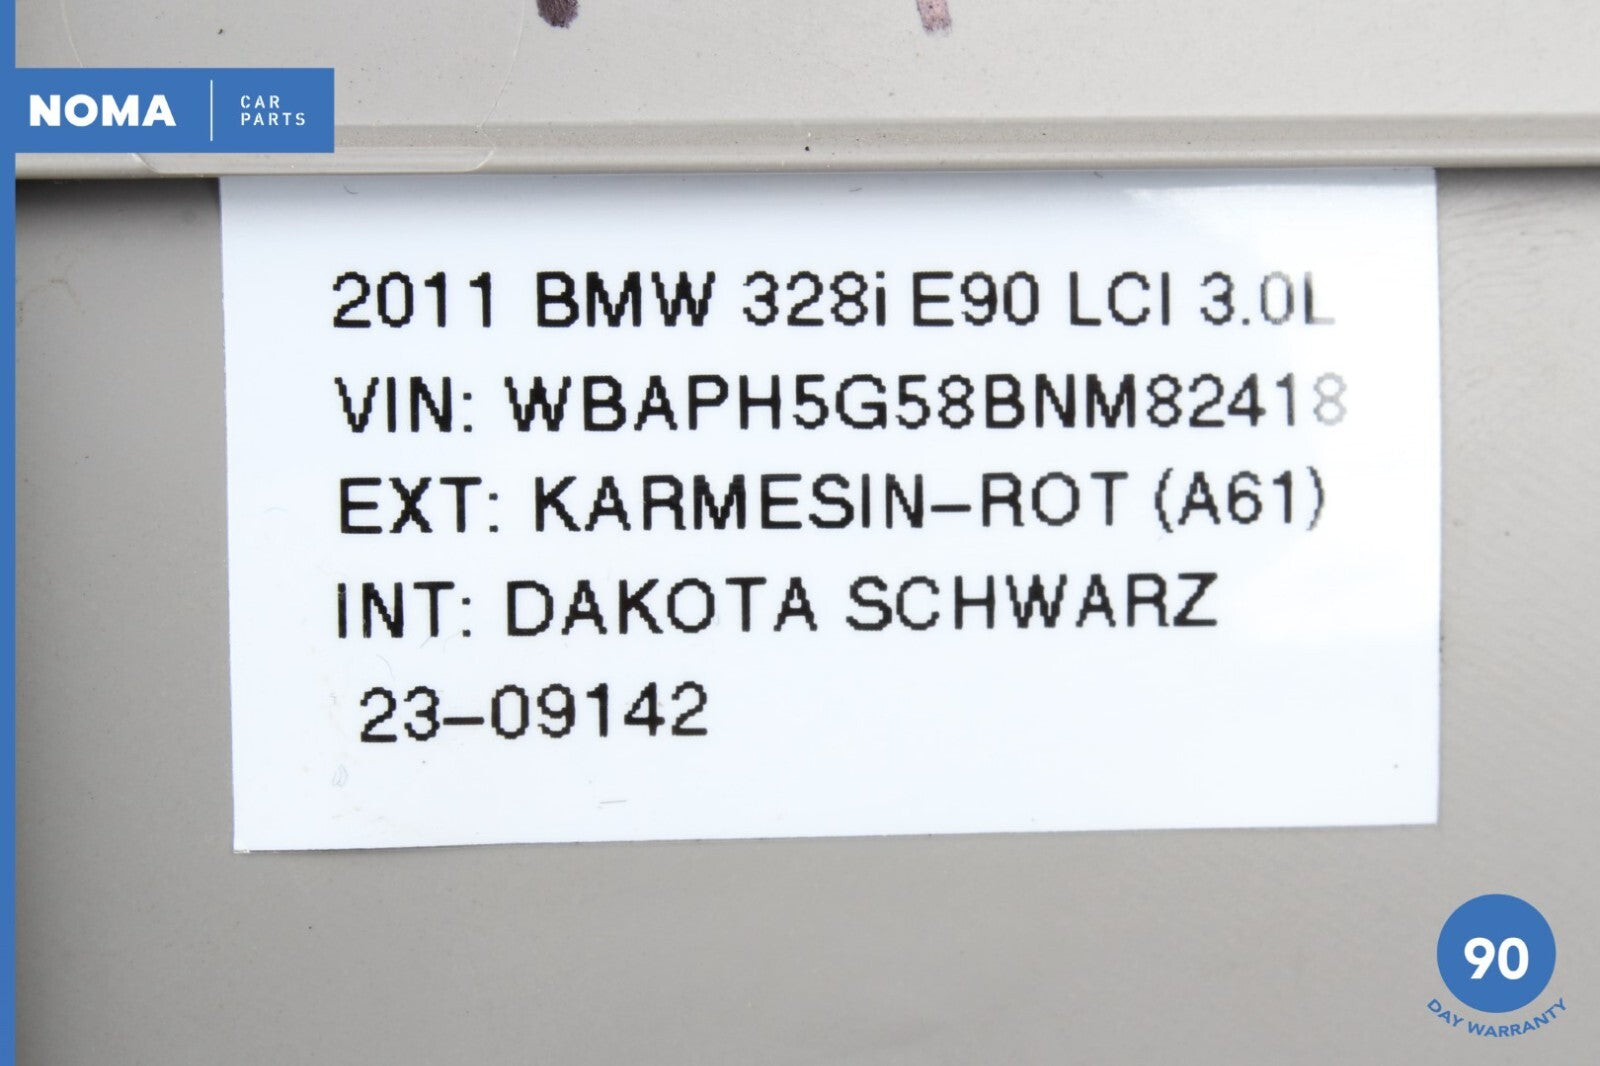 NOMA
CAR
PARTS
2011 BMW 328i E90 LCI 3.0L
VIN: WBAPH5G58BNM82418
EXT: KARMESIN-ROT (A61)
INT: DAKOTA SCHWARZ
23-09142
90
DAY WARRANTY